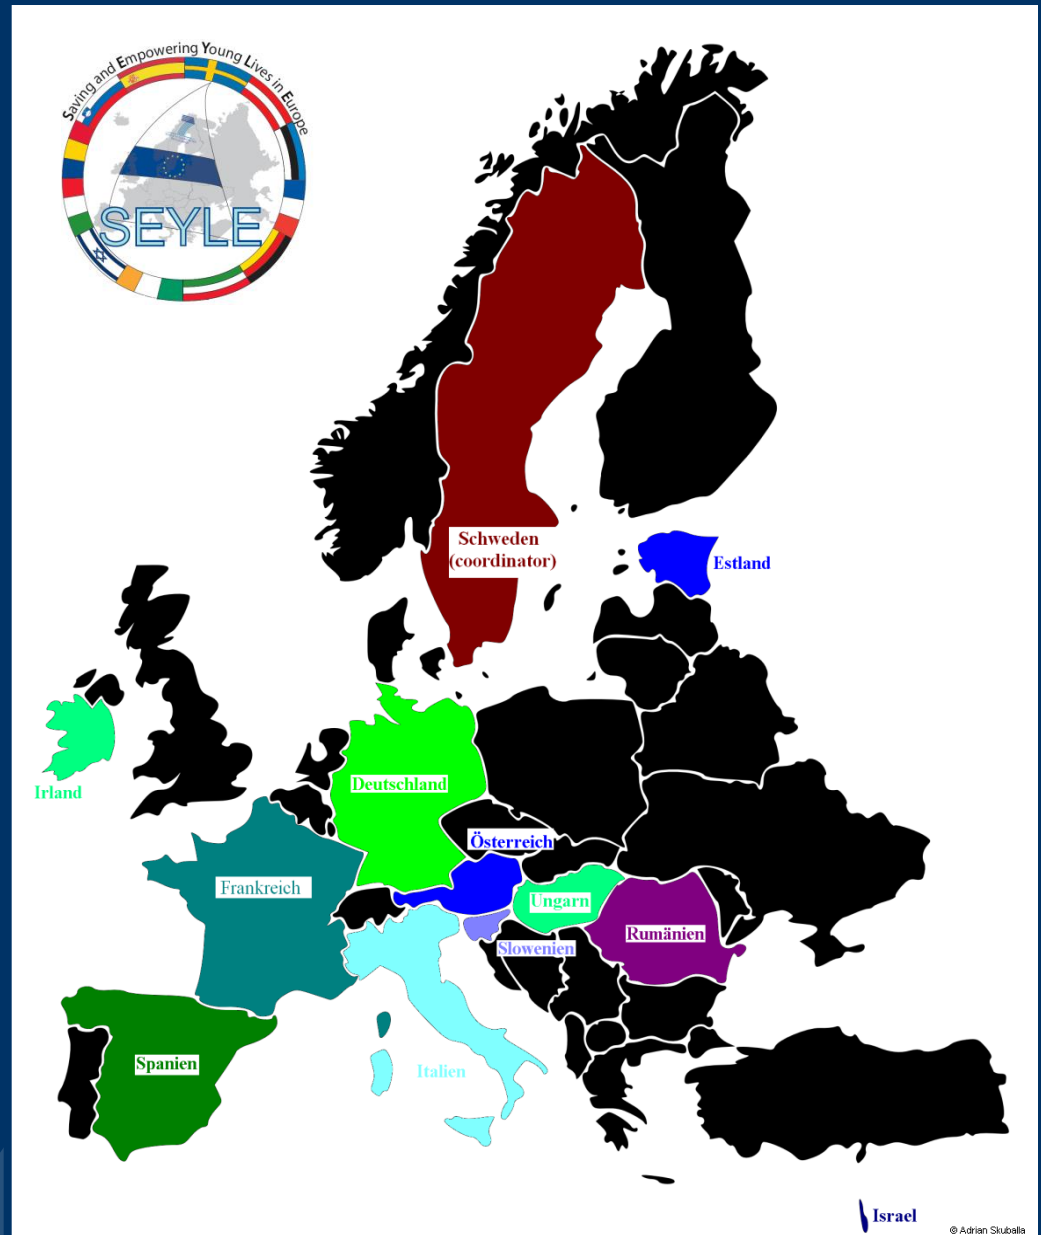 Saving and Empowering Young Lives in Europe
SEYLE
Schweden
(coordinator)
Estland
Irland
Deutschland
Österreich
Frankreich
Ungarn
Rumänien
Slowenien
Spanien
Italien
Israel
© Adrian Skuballa